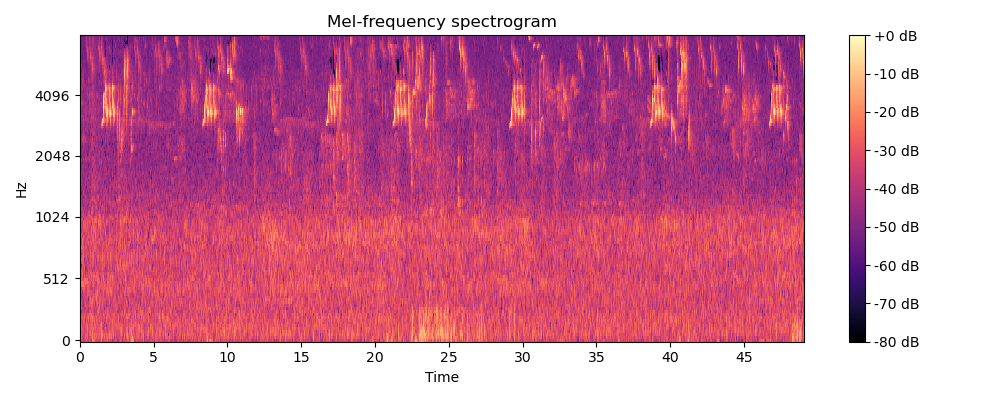 Mel-frequency spectrogram
Hz
4096
2048
1024
512
0
0 5 10 15 20 25 30 35 40 45
Time
+0 dB
-10 dB
-20 dB
-30 dB
-40 dB
-50 dB
-60 dB
-70 dB
-80 dB